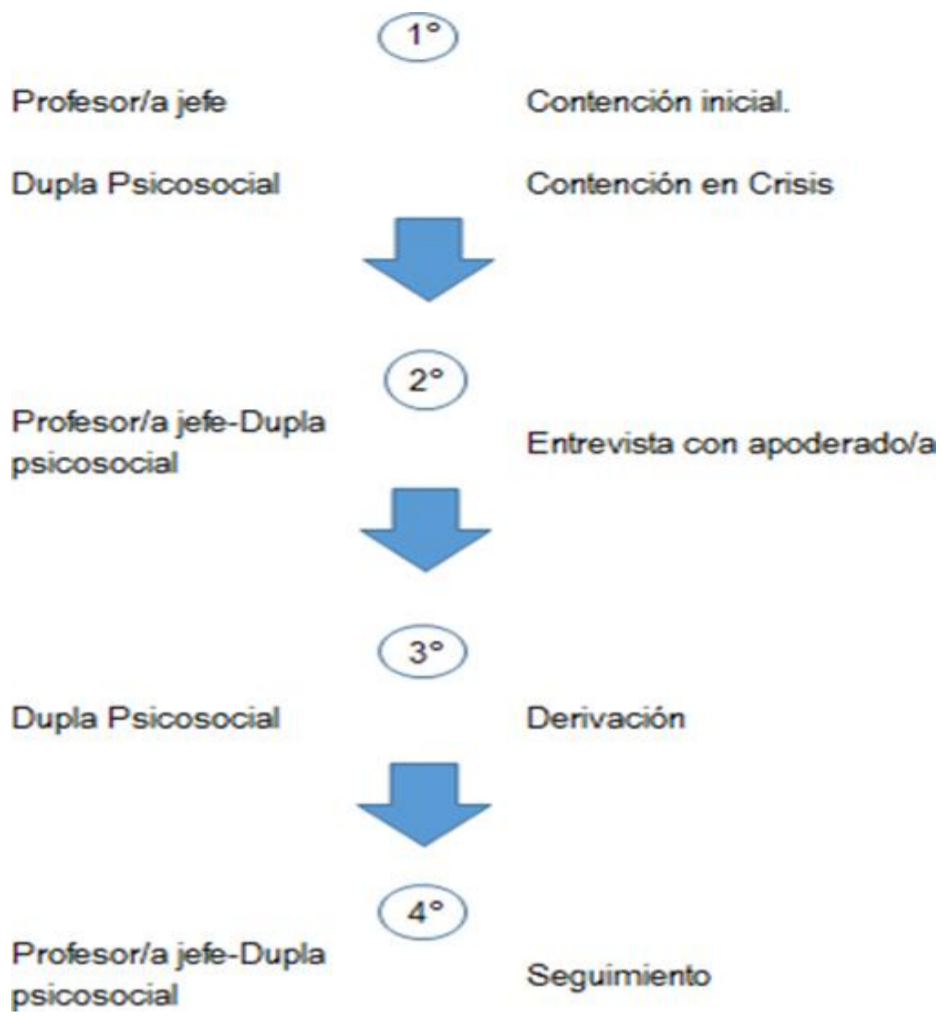 1°
Profesor/a jefe
Contención inicial.
Dupla Psicosocial
Contención en Crisis
2°
Profesor/a jefe-Dupla
psicosocial
Entrevista con apoderado/a
3°
Dupla Psicosocial
Derivación
4°
Profesor/a jefe-Dupla
psicosocial
Seguimiento